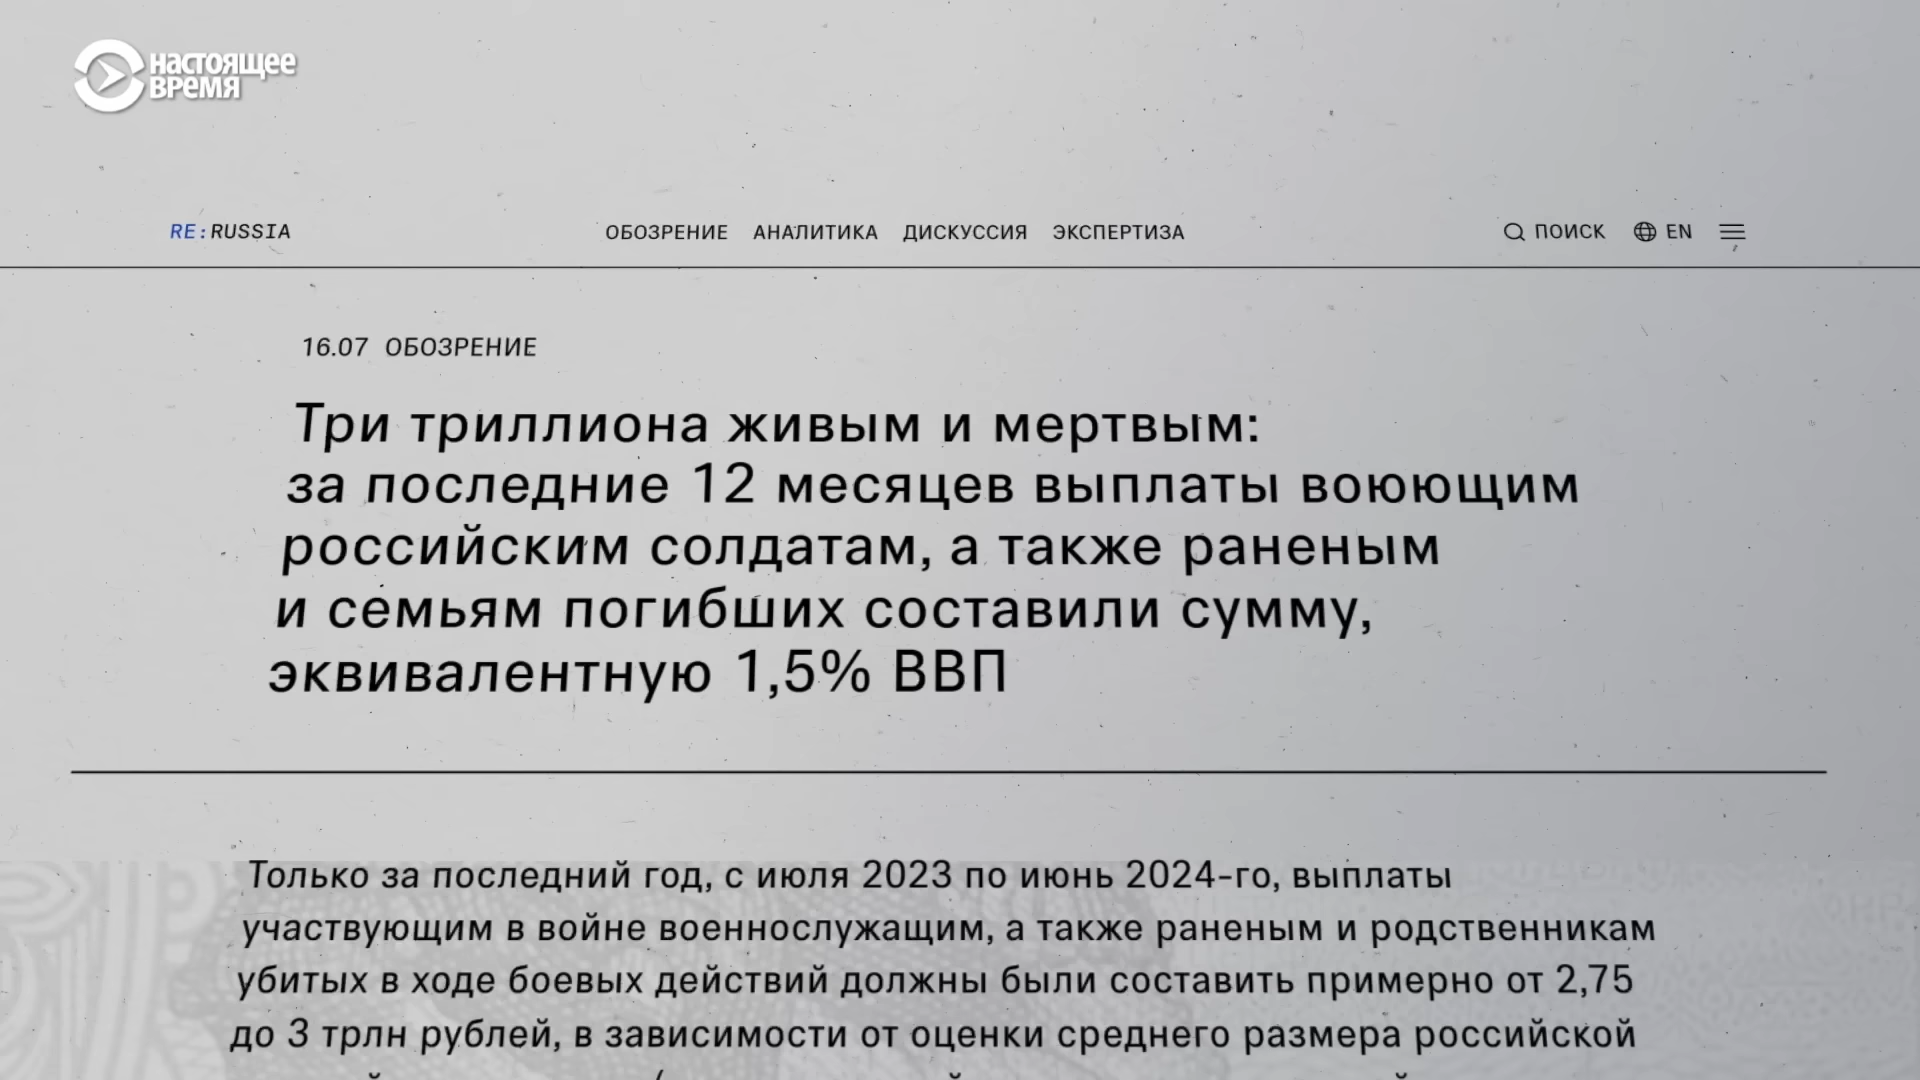 настоящее
время
RE:RUSSIA ОБОЗРЕНИЕ АНАЛИТИКА ДИСКУССИЯ ЭКСПЕРТИЗА ПОИСК EN
16.07 ОБОЗРЕНИЕ
Три триллиона живым и мертвым:
за последние 12 месяцев выплаты воюющим
российским солдатам, а также раненым
и семьям погибших составили сумму,
эквивалентную 1,5% ВВП
Только за последний год, с июля 2023 по июнь 2024-го, выплаты
участвующим в войне военнослужащим, а также раненым и родственникам
убитых в ходе боевых действий должны были составить примерно от 2,75
до 3 трлн рублей, в зависимости от оценки среднего размера российской